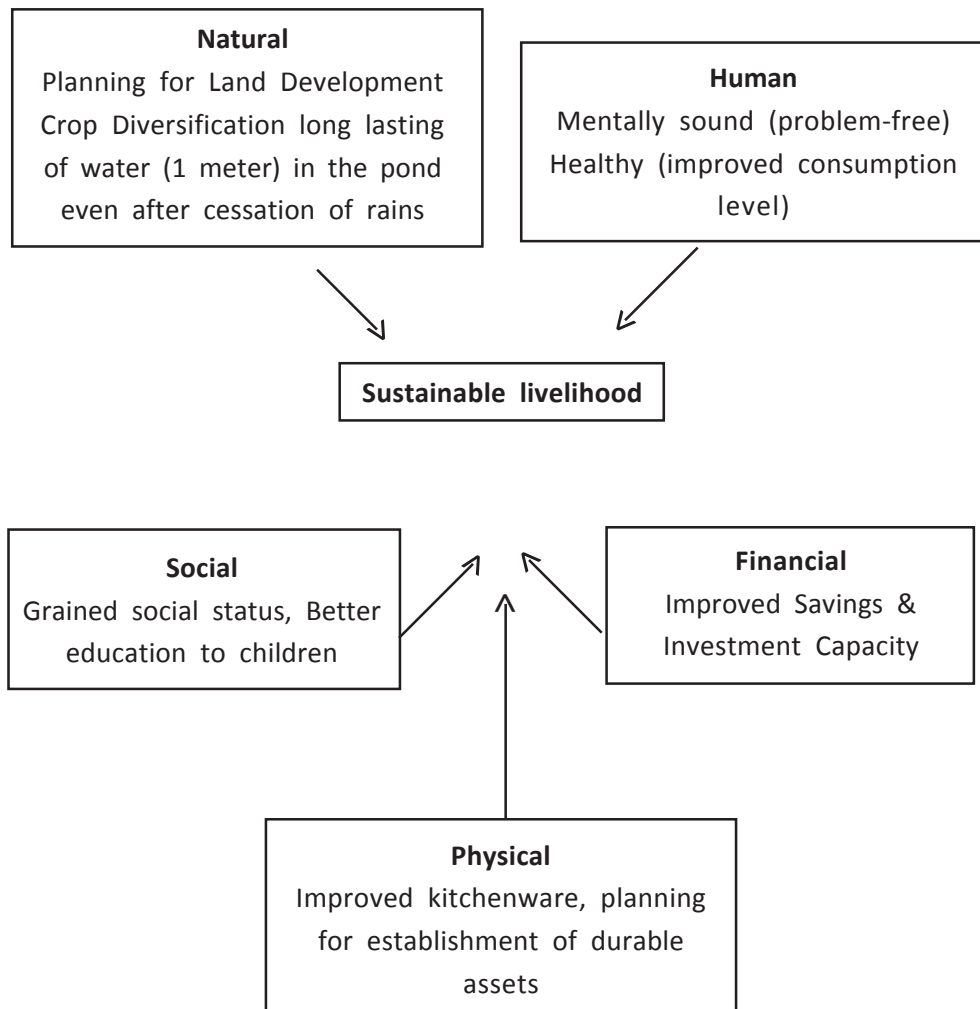 Natural
Planning for Land Development
Crop Diversification long lasting
of water (1 meter) in the pond
even after cessation of rains
Human
Mentally sound (problem-free)
Healthy (improved consumption
level)
Sustainable livelihood
Social
Grained social status, Better
education to children
Financial
Improved Savings &
Investment Capacity
Physical
Improved kitchenware, planning
for establishment of durable
assets